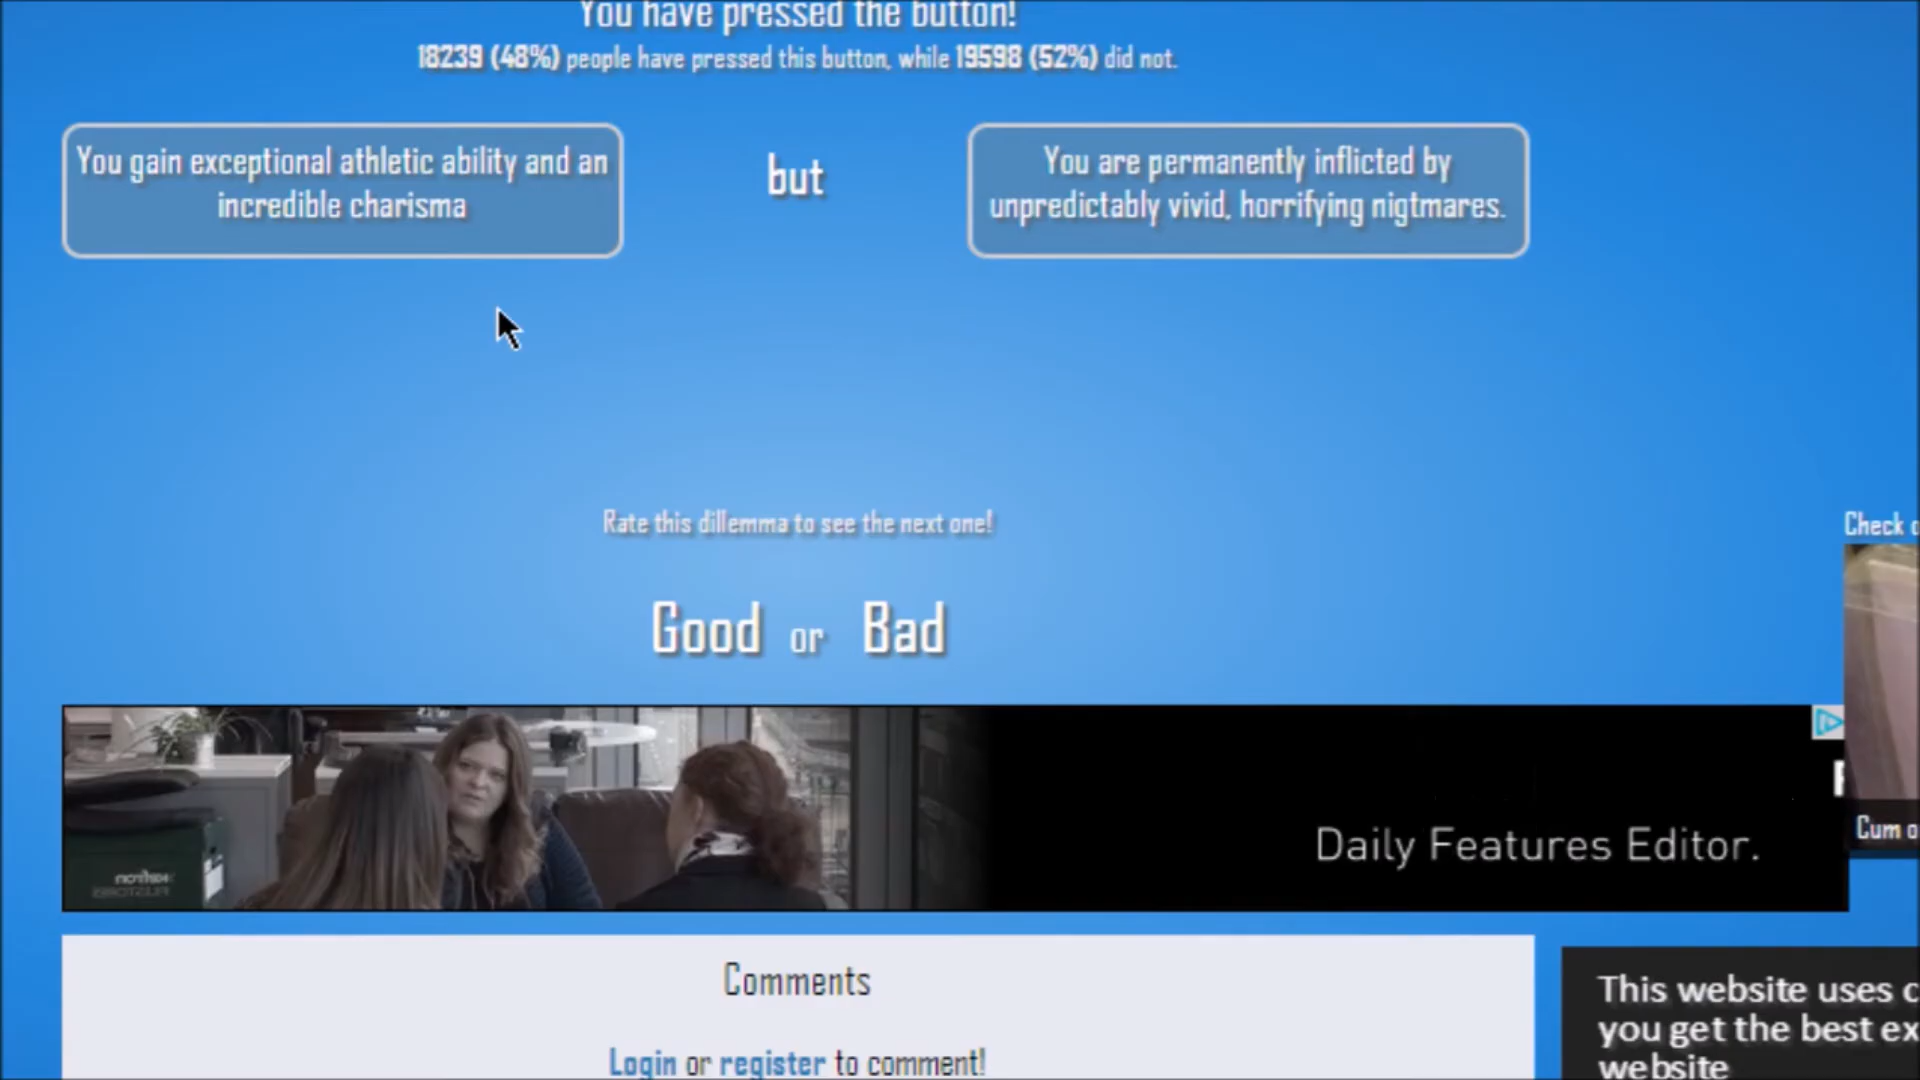 You have pressed the button!
18239 (48%) people have pressed this button, while 19598 (52%) did not.
You gain exceptional athletic ability and an
incredible charisma
but
You are permanently inflicted by
unpredictably vivid, horrifying nigtmares.
Rate this dillemma to see the next one!
Good or Bad
Check
Daily Features Editor.
Cum
Comments
Login or register to comment!
This website uses
you get the best
website